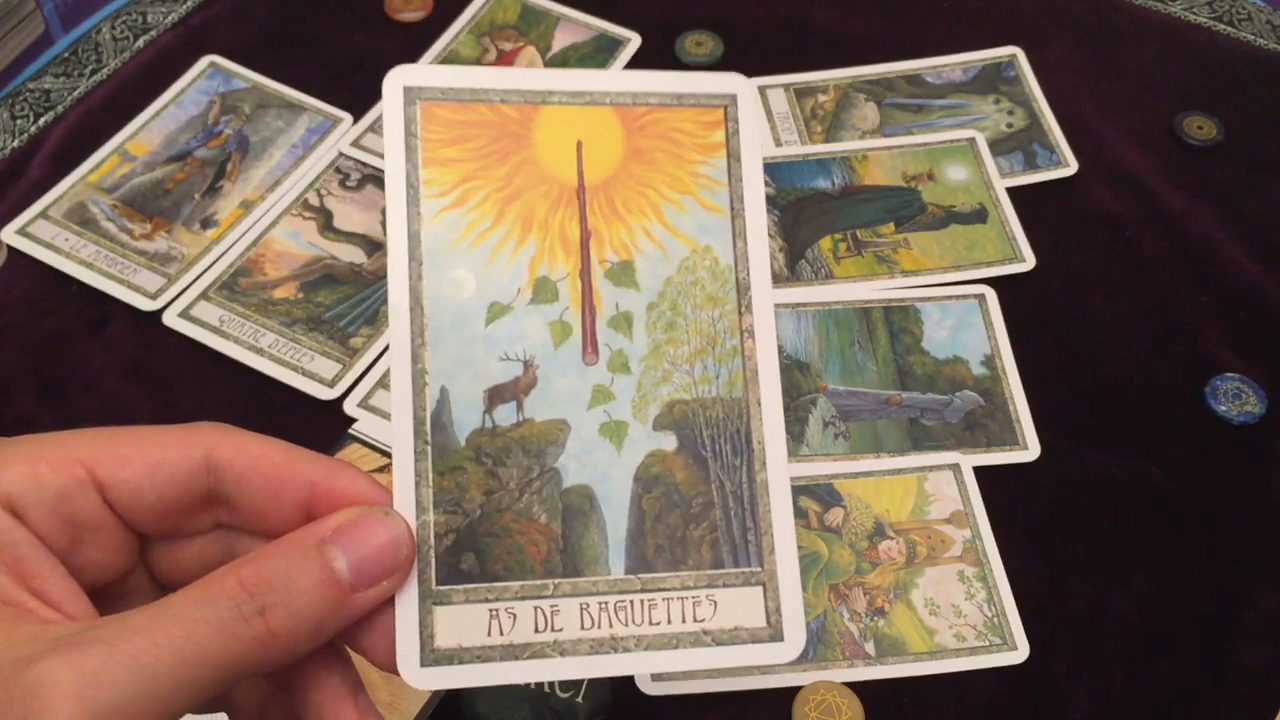 I • LE MAGICIEN
QUATRE D'ÉPÉES
AS DE BAGUETTES